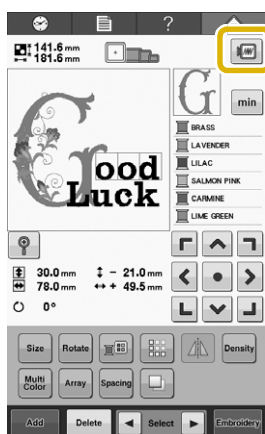 ?
141.6 mm
181.6 mm
G
min
BRASS
LAVENDER
LILAC
SALMON PINK
CARMINE
LIME GREEN
Good
Luck
30.0 mm - 21.0 mm
78.0 mm + 49.5 mm
0°
Size Rotate Density
Multi Color Array Spacing
Add Delete Select Embroidery